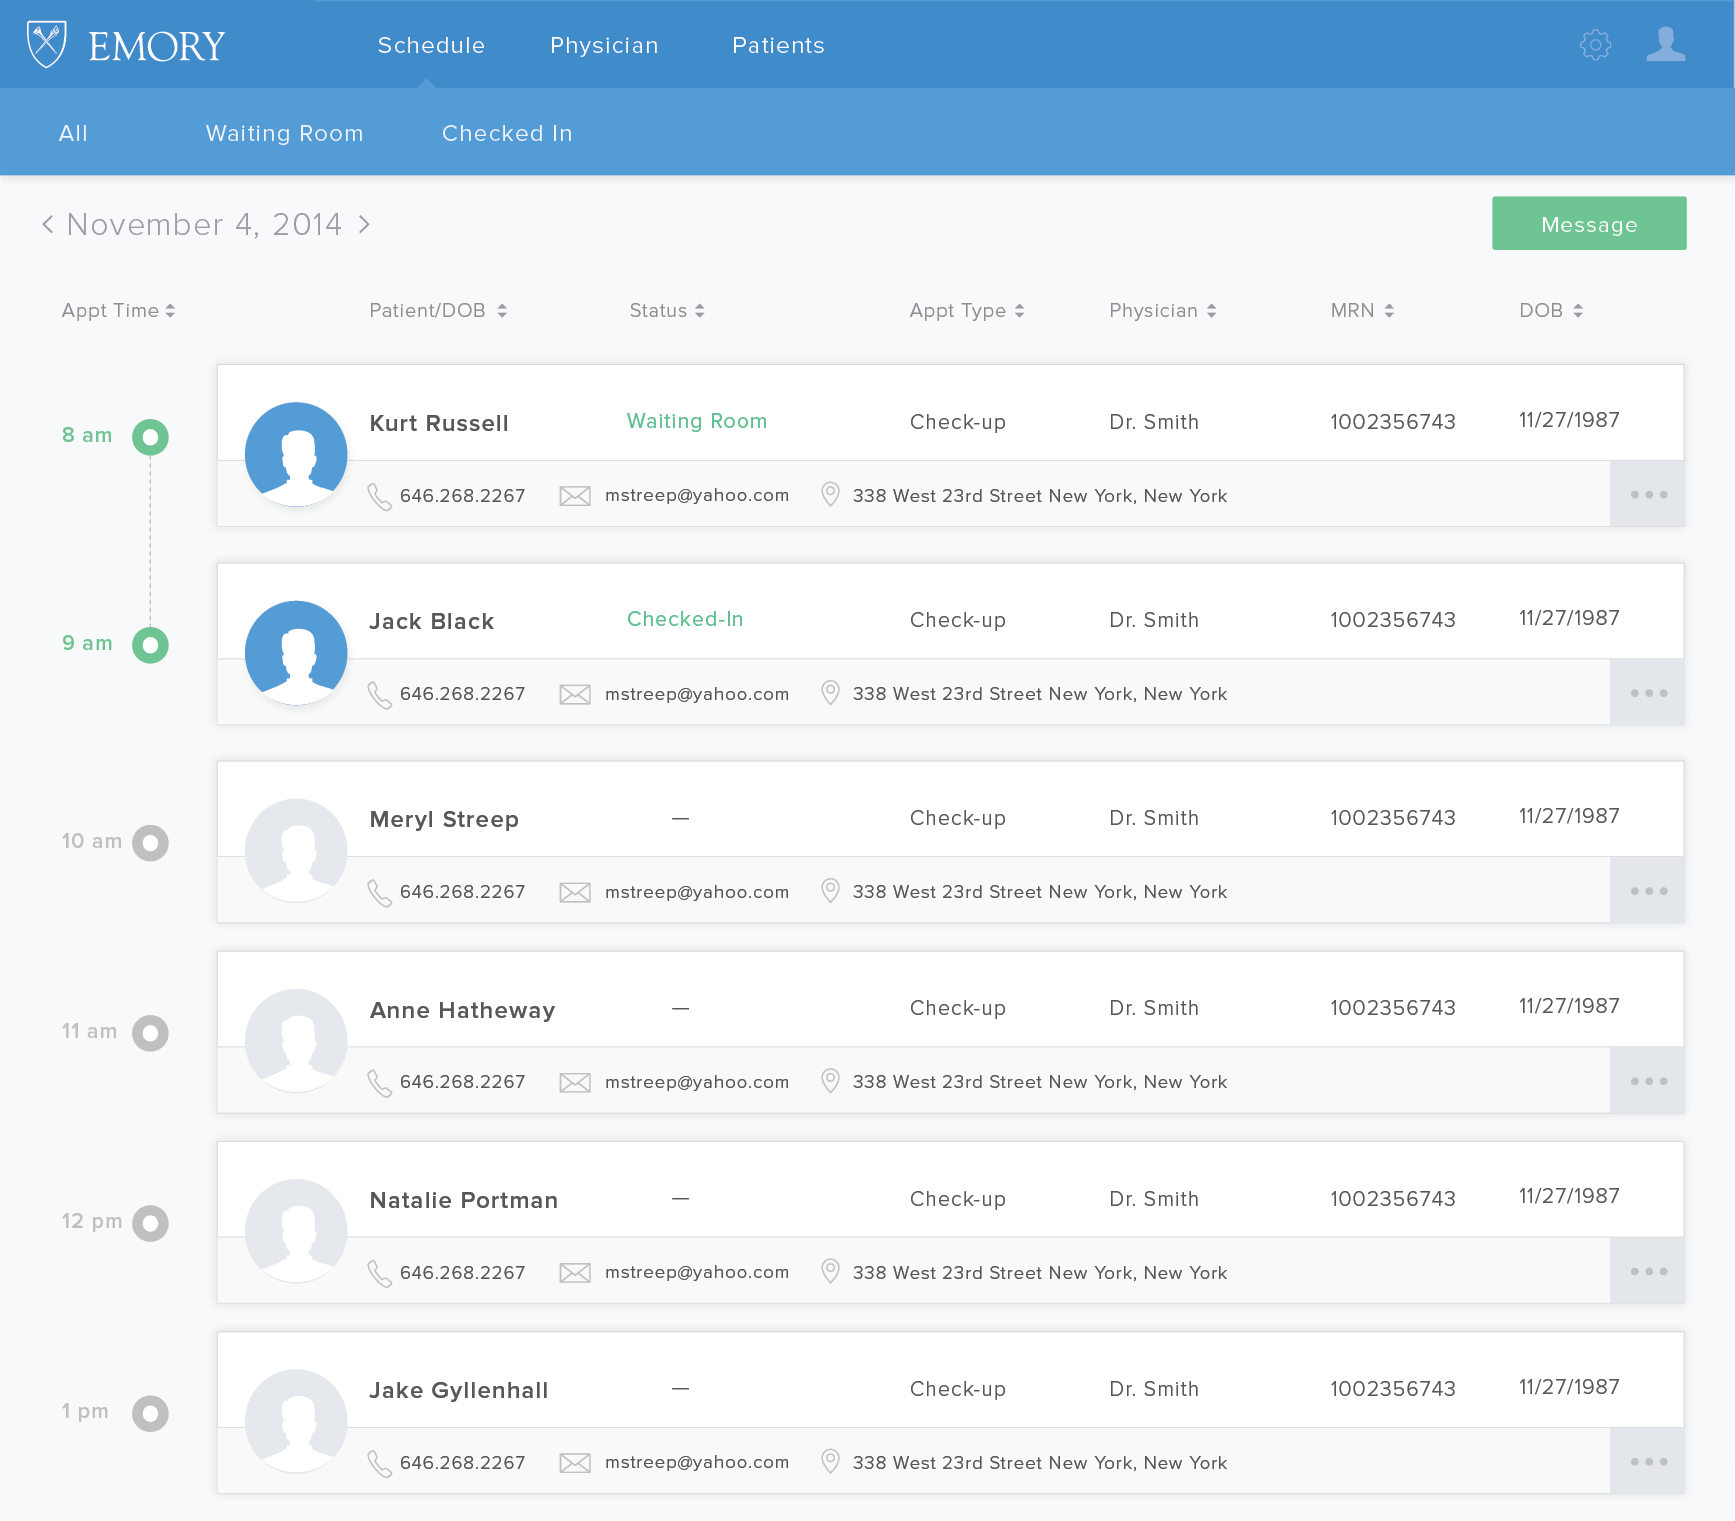 EMORY Schedule Physician Patients
All Waiting Room Checked In
< November 4, 2014 > Message
Appt Time Patient/DOB Status Appt Type Physician MRN DOB
8 am Kurt Russell Waiting Room Check-up Dr. Smith 1002356743 11/27/1987
646.268.2267 mstreep@yahoo.com 338 West 23rd Street New York, New York
9 am Jack Black Checked-In Check-up Dr. Smith 1002356743 11/27/1987
646.268.2267 mstreep@yahoo.com 338 West 23rd Street New York, New York
10 am Meryl Streep — Check-up Dr. Smith 1002356743 11/27/1987
646.268.2267 mstreep@yahoo.com 338 West 23rd Street New York, New York
11 am Anne Hatheway — Check-up Dr. Smith 1002356743 11/27/1987
646.268.2267 mstreep@yahoo.com 338 West 23rd Street New York, New York
12 pm Natalie Portman — Check-up Dr. Smith 1002356743 11/27/1987
646.268.2267 mstreep@yahoo.com 338 West 23rd Street New York, New York
1 pm Jake Gyllenhall — Check-up Dr. Smith 1002356743 11/27/1987
646.268.2267 mstreep@yahoo.com 338 West 23rd Street New York, New York